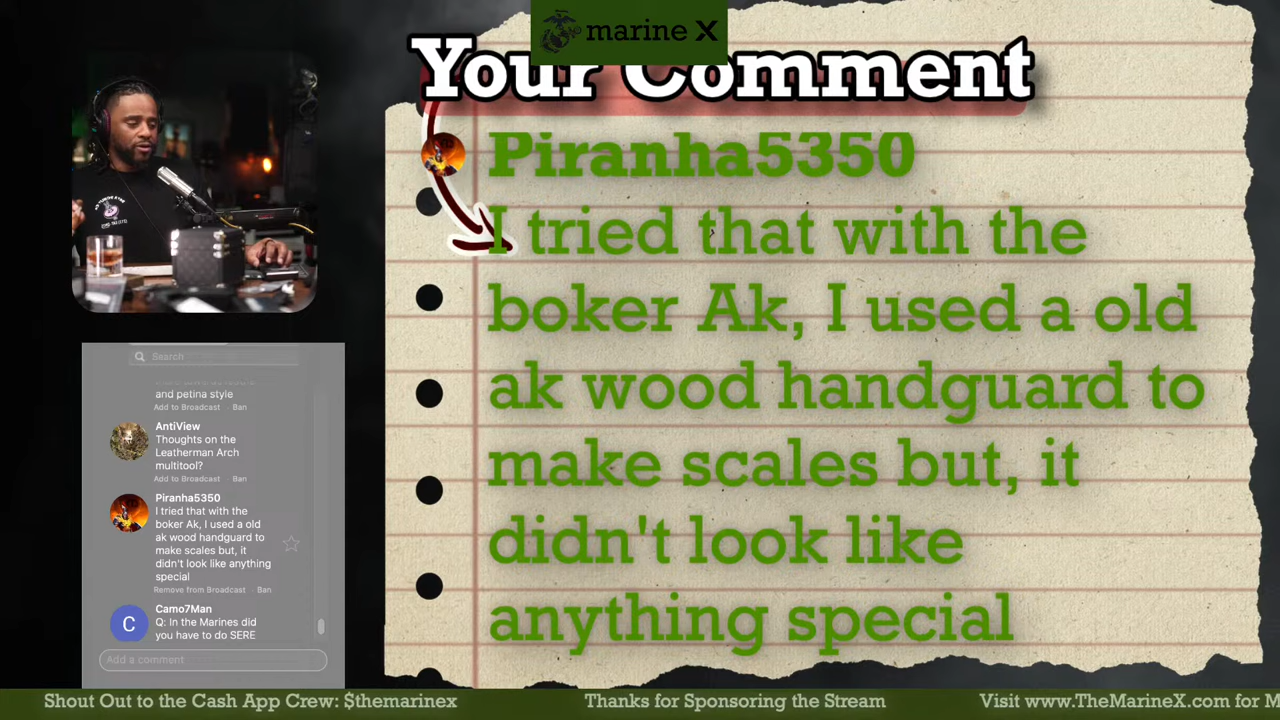 marine X
Your Comment
Piranha5350
I tried that with the
boker Ak, I used a old
ak wood handguard to
make scales but, it
didn't look like
anything special
Search
and petina style
Add to Broadcast · Ban
AntiView
Thoughts on the
Leatherman Arch
multitool?
Add to Broadcast · Ban
Piranha5350
I tried that with the
boker Ak, I used a old
ak wood handguard to
make scales but, it
didn't look like anything
special
Remove from Broadcast · Ban
C
Camo7Man
Q: In the Marines did
you have to do SERE
Add a comment
Shout Out to the Cash App Crew: $themarinex
Thanks for Sponsoring the Stream
Visit www.TheMarineX.com for M